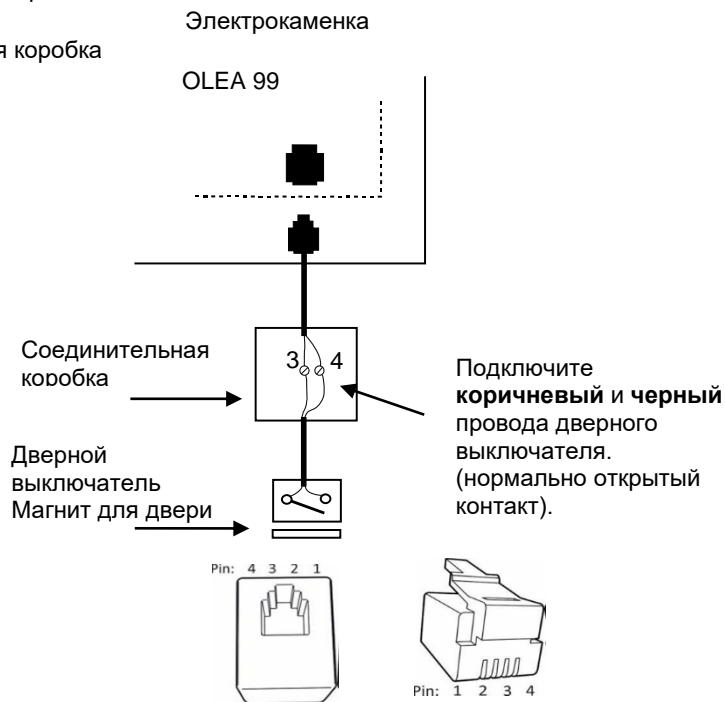 Электрокаменка
я коробка
OLEA 99
Соединительная
коробка
3 4
Подключите
коричневый и черный
провода дверного
выключателя.
(нормально открытый
контакт).
Дверной
выключатель
Магнит для двери
Pin: 4 3 2 1
Pin: 1 2 3 4